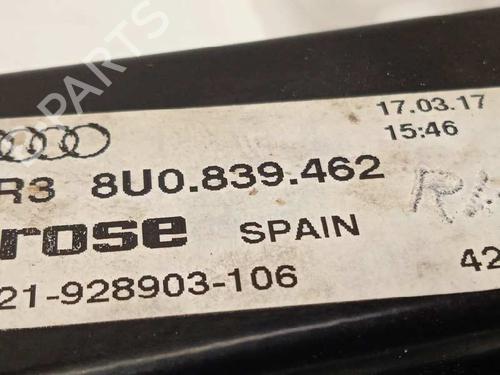 17.03.17
15:46
R3 8U0.839.462
rose SPAIN
21-928903-106 42
B-PARTS